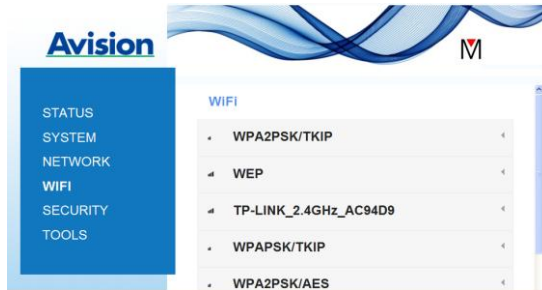 Avision
M
STATUS
SYSTEM
NETWORK
WIFI
SECURITY
TOOLS
WiFi
WPA2PSK/TKIP
WEP
TP-LINK_2.4GHz_AC94D9
WPAPSK/TKIP
WPA2PSK/AES